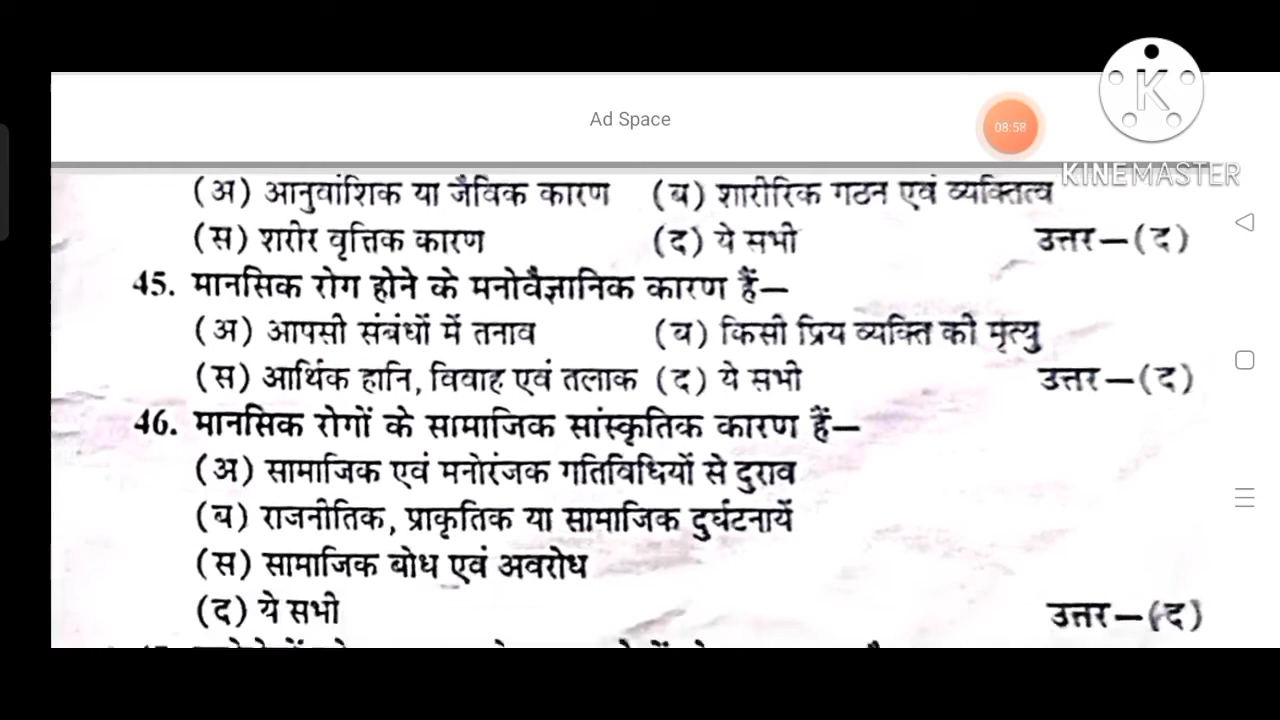 Ad Space
08:58
K
KINEMASTER
(अ) आनुवांशिक या जैविक कारण (ब) शारीरिक गठन एवं व्यक्तित्व
(स) शरीर वृत्तिक कारण (द) ये सभी उत्तर—(द)
45. मानसिक रोग होने के मनोवैज्ञानिक कारण हैं—
(अ) आपसी संबंधों में तनाव (ब) किसी प्रिय व्यक्ति की मृत्यु
(स) आर्थिक हानि, विवाह एवं तलाक (द) ये सभी उत्तर—(द)
46. मानसिक रोगों के सामाजिक सांस्कृतिक कारण हैं—
(अ) सामाजिक एवं मनोरंजक गतिविधियों से दुराव
(ब) राजनीतिक, प्राकृतिक या सामाजिक दुर्घटनायें
(स) सामाजिक बोध एवं अवरोध
(द) ये सभी उत्तर—(द)